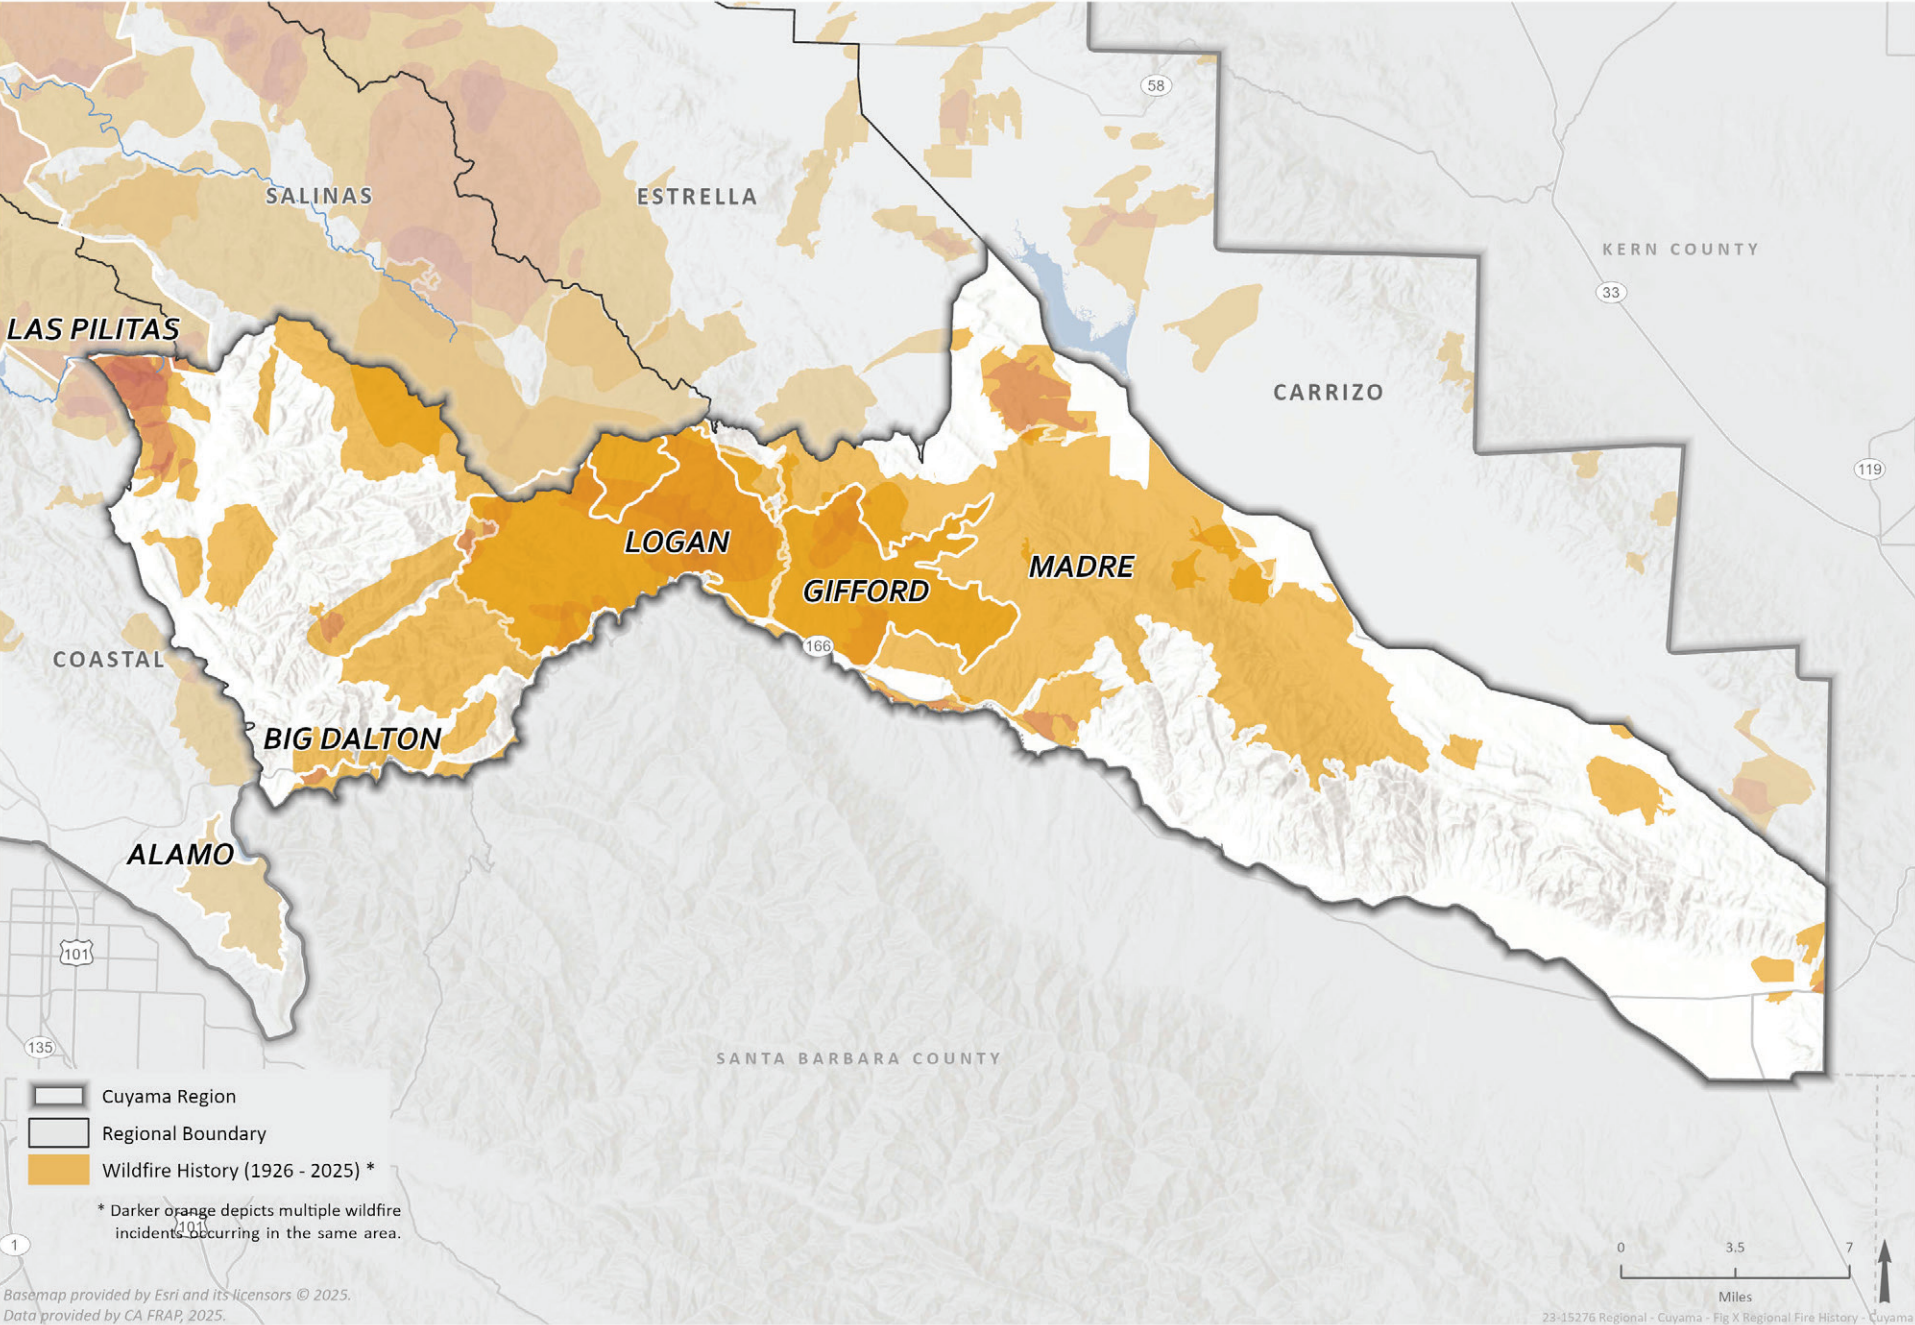 58
SALINAS
ESTRELLA
KERN COUNTY
33
LAS PILITAS
CARRIZO
119
LOGAN
MADRE
GIFFORD
166
COASTAL
BIG DALTON
ALAMO
101
135
SANTA BARBARA COUNTY
Cuyama Region
Regional Boundary
Wildfire History (1926 - 2025) *
* Darker orange depicts multiple wildfire
incidents occurring in the same area.
101
1
0 3.5 7
Miles
Basemap provided by Esri and its licensors © 2025.
Data provided by CA FRAP, 2025.
23-15276 Regional - Cuyama - Fig X Regional Fire History - Cuyama